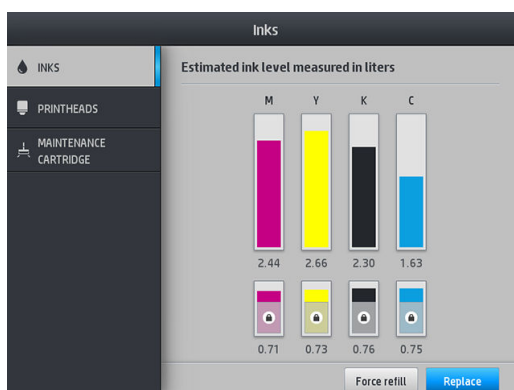 Inks
INKS
PRINTHEADS
MAINTENANCE
CARTRIDGE
Estimated ink level measured in liters
M Y K C
2.44 2.66 2.30 1.63
0.71 0.73 0.76 0.75
Force refill Replace